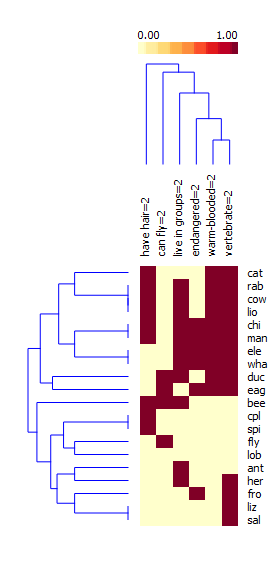 0.00 1.00
have hair=2
can fly=2
live in groups=2
endangered=2
warm-blooded=2
vertebrate=2
cat
rab
cow
lio
chi
man
ele
wha
duc
eag
bee
cpl
spi
fly
lob
ant
her
fro
liz
sal